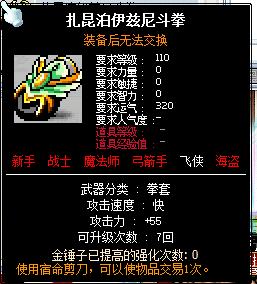 扎昆泊伊兹尼斗拳
装备后无法交换
要求等级: 110
要求力量: 0
要求敏捷: 0
要求智力: 0
要求运气: 320
要求人气度: -
道具等级: -
道具经验值: -
新手 战士 魔法师 弓箭手 飞侠 海盗
武器分类 : 拳套
攻击速度 : 快
攻击力 : +55
可升级次数 : 7回
金锤子已提高的强化次数: 0
使用宿命剪刀，可以使物品交易1次。